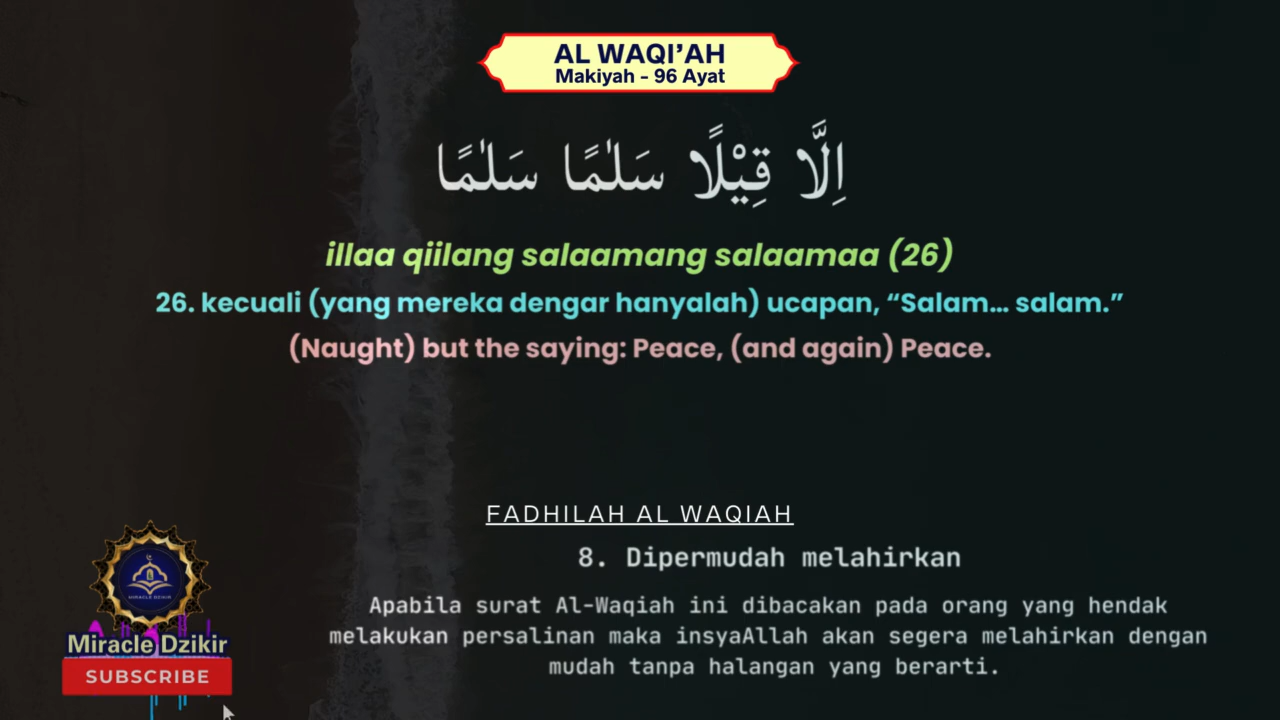 AL WAQI’AH
Makiyah - 96 Ayat
اِلَّا قِيْلًا سَلٰمًا سَلٰمًا
illaa qiilang salaamang salaamaa (26)
26. kecuali (yang mereka dengar hanyalah) ucapan, “Salam... salam.”
(Naught) but the saying: Peace, (and again) Peace.
FADHILAH AL WAQIAH
8. Dipermudah melahirkan
Apabila surat Al-Waqiah ini dibacakan pada orang yang hendak
melakukan persalinan maka insyaAllah akan segera melahirkan dengan
mudah tanpa halangan yang berarti.
MIRACLE DZIKIR
Miracle Dzikir
SUBSCRIBE